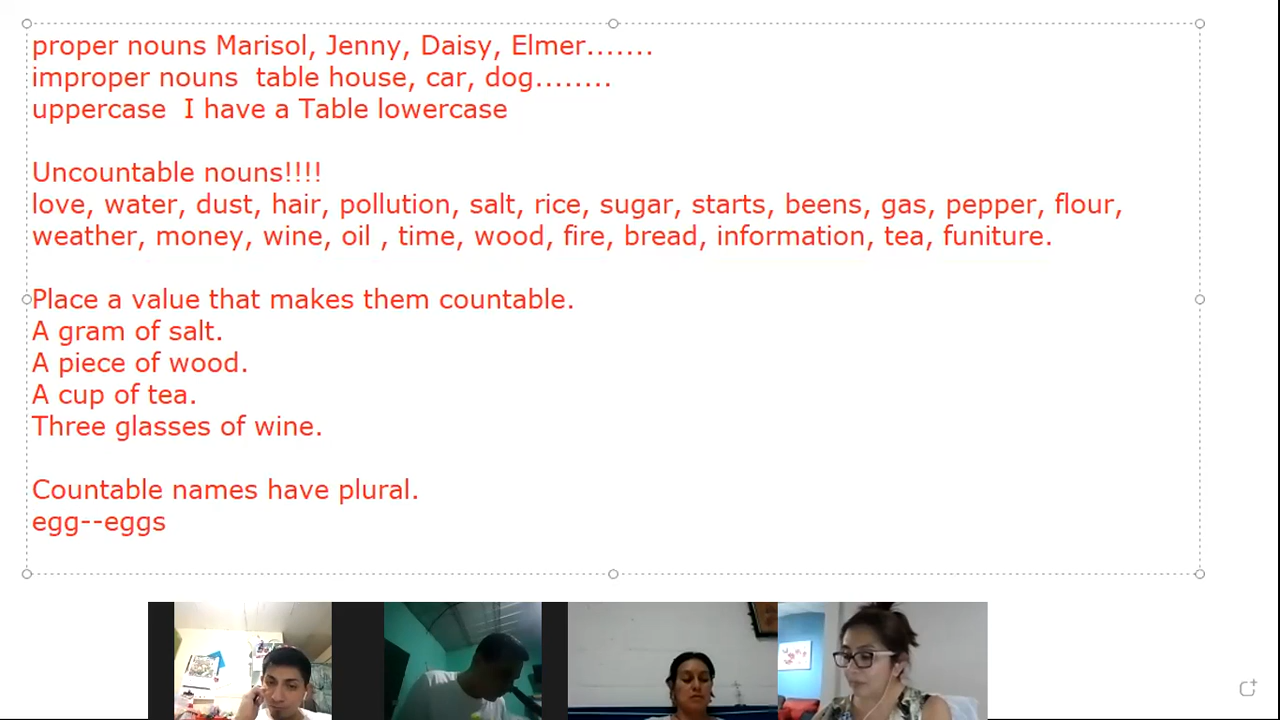 proper nouns Marisol, Jenny, Daisy, Elmer.......
improper nouns  table house, car, dog........
uppercase  I have a Table lowercase
Uncountable nouns!!!!
love, water, dust, hair, pollution, salt, rice, sugar, starts, beens, gas, pepper, flour,
weather, money, wine, oil , time, wood, fire, bread, information, tea, funiture.
Place a value that makes them countable.
A gram of salt.
A piece of wood.
A cup of tea.
Three glasses of wine.
Countable names have plural.
egg--eggs